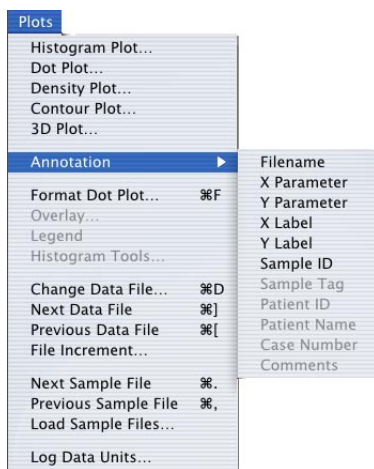 Plots
Histogram Plot...
Dot Plot...
Density Plot...
Contour Plot...
3D Plot...
Annotation
Format Dot Plot... ⌘F
Overlay...
Legend
Histogram Tools...
Change Data File... ⌘D
Next Data File ⌘]
Previous Data File ⌘[
File Increment...
Next Sample File ⌘.
Previous Sample File ⌘,
Load Sample Files...
Log Data Units...
Filename
X Parameter
Y Parameter
X Label
Y Label
Sample ID
Sample Tag
Patient ID
Patient Name
Case Number
Comments